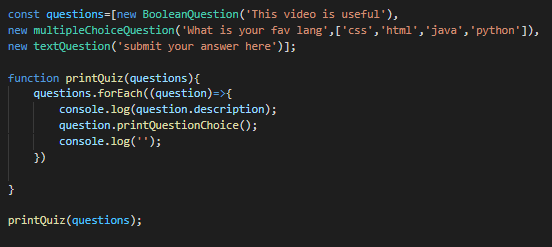 const questions=[new BooleanQuestion('This video is useful'),
new multipleChoiceQuestion('What is your fav lang',['css','html','java','python']),
new textQuestion('submit your answer here')];
function printQuiz(questions){
questions.forEach((question)=>{
console.log(question.description);
question.printQuestionChoice();
console.log('');
})
}
printQuiz(questions);